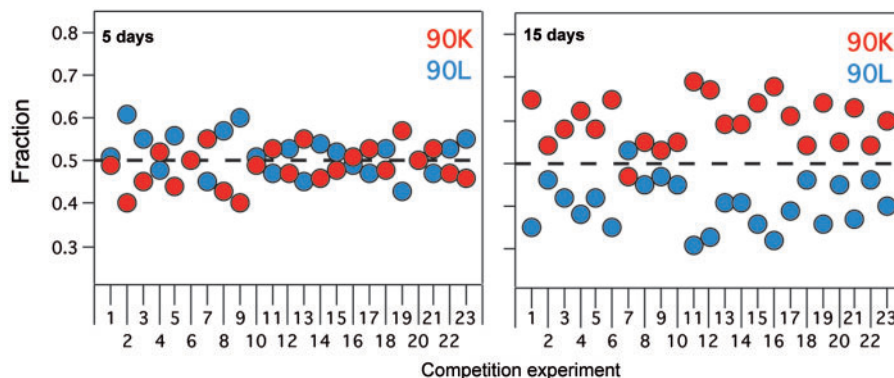 5 days
90K
90L
0.8
0.7
0.6
0.5
0.4
0.3
Fraction
1 3 5 7 9 11 13 15 17 19 21 23
2 4 6 8 10 12 14 16 18 20 22
15 days
90K
90L
1 3 5 7 9 11 13 15 17 19 21 23
2 4 6 8 10 12 14 16 18 20 22
Competition experiment